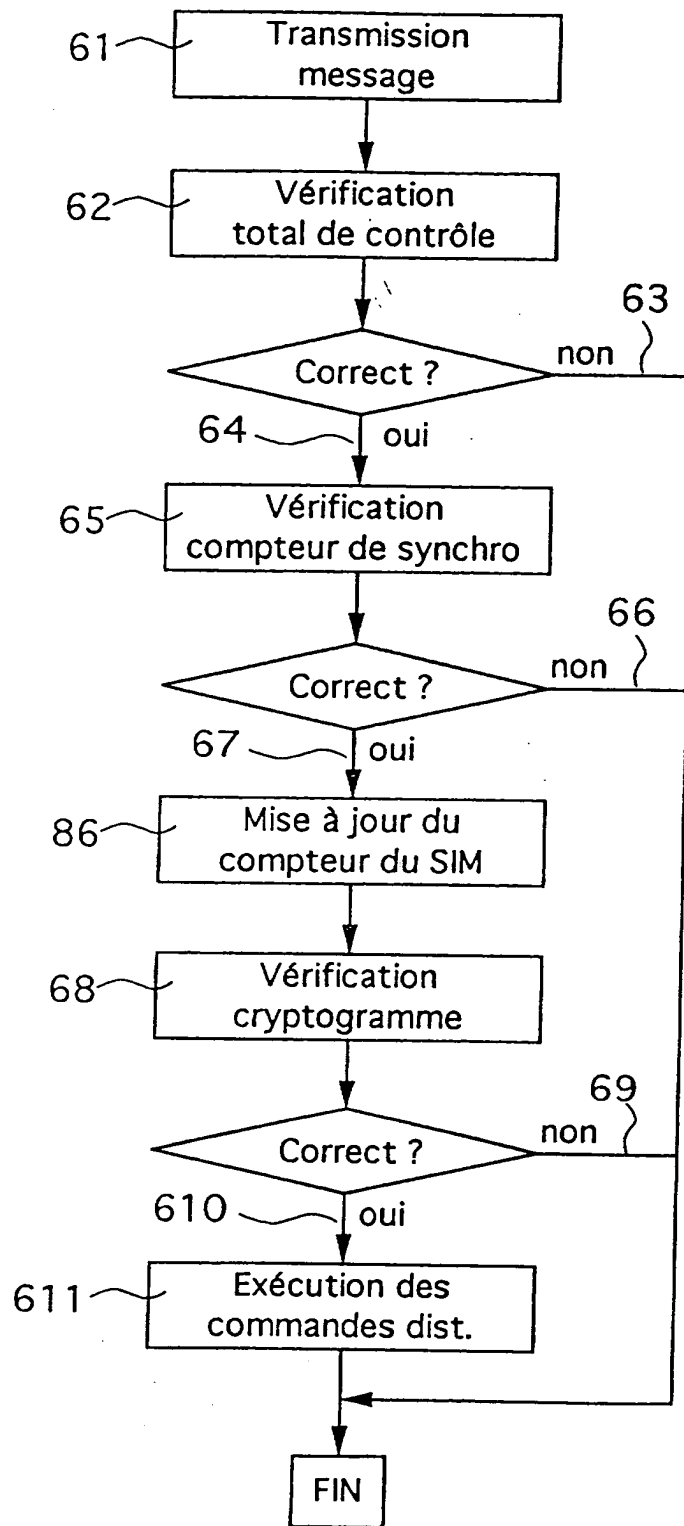 61
Transmission
message
62
Vérification
total de contrôle
63
Correct ?
non
64
oui
65
Vérification
compteur de synchro
66
Correct ?
non
67
oui
86
Mise à jour du
compteur du SIM
68
Vérification
cryptogramme
69
Correct ?
non
610
oui
611
Exécution des
commandes dist.
FIN